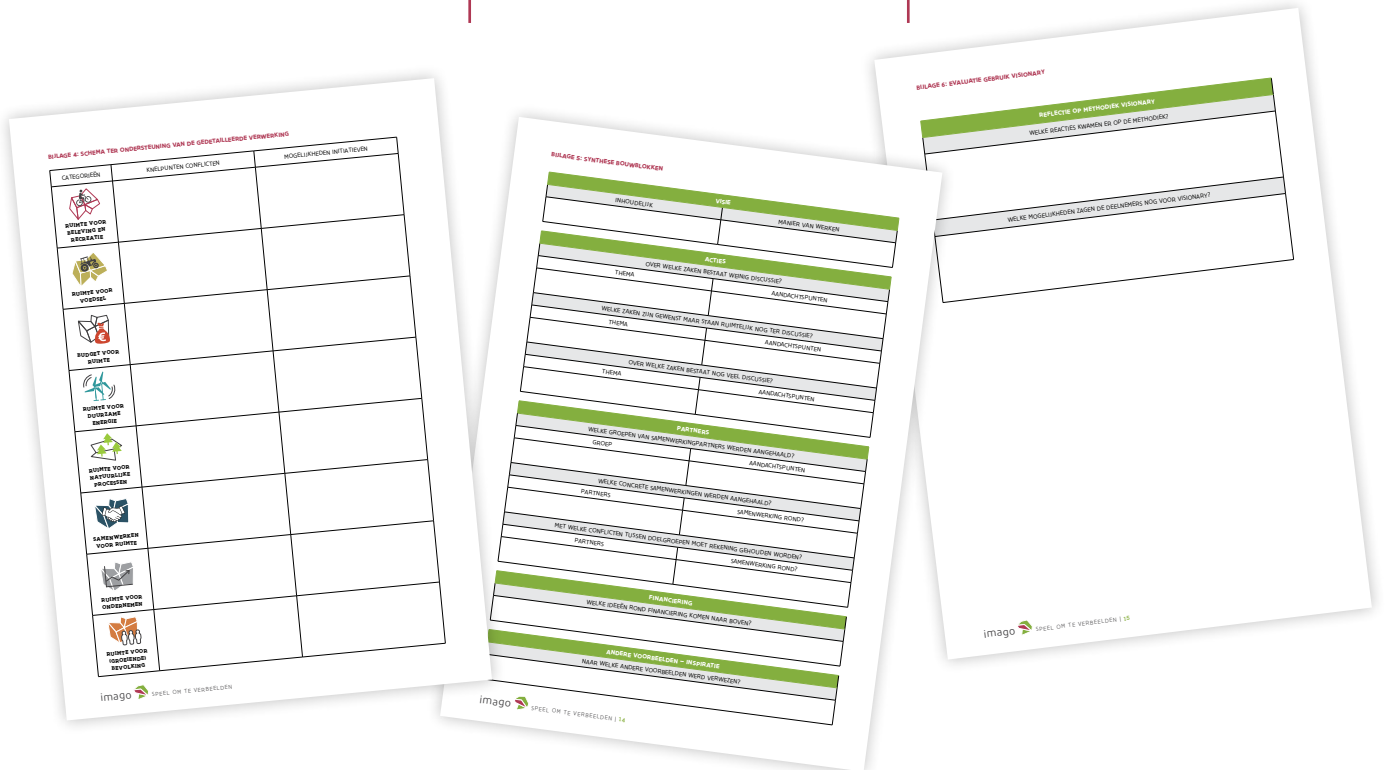 BIJLAGE 4: SCHEMA TER ONDERSTEUNING VAN DE GEDETAILLEERDE VERWERKING
CATEGORIEËN
KNELPUNTEN CONFLICTEN
MOGELIJKHEDEN INITIATIEVEN
RUIMTE VOOR
BELEVING EN
RECREATIE
RUIMTE VOOR
VOEDSEL
BUDGET VOOR
RUIMTE
RUIMTE VOOR
DUURZAME
ENERGIE
RUIMTE VOOR
NATUURLIJKE
PROCESSEN
SAMENWERKEN
VOOR RUIMTE
RUIMTE VOOR
ONDERNEMEN
RUIMTE VOOR
(GROEIENDE)
BEVOLKING
imago SPEEL OM TE VERBEELDEN
BIJLAGE 5: SYNTHESE BOUWBLOKKEN
VISIE
INHOUDELIJK
MANIER VAN WERKEN
ACTIES
OVER WELKE ZAKEN BESTAAT WEINIG DISCUSSIE?
THEMA
AANDACHTSPUNTEN
WELKE ZAKEN ZIJN GEWENST MAAR STAAN RUIMTELIJK NOG TER DISCUSSIE?
THEMA
AANDACHTSPUNTEN
OVER WELKE ZAKEN BESTAAT NOG VEEL DISCUSSIE?
THEMA
AANDACHTSPUNTEN
PARTNERS
WELKE GROEPEN VAN SAMENWERKINGPARTNERS WERDEN AANGEHAALD?
GROEP
AANDACHTSPUNTEN
WELKE CONCRETE SAMENWERKINGEN WERDEN AANGEHAALD?
PARTNERS
SAMENWERKING ROND?
MET WELKE CONFLICTEN TUSSEN DOELGROEPEN MOET REKENING GEHOUDEN WORDEN?
PARTNERS
SAMENWERKING ROND?
FINANCIERING
WELKE IDEEËN ROND FINANCIERING KOMEN NAAR BOVEN?
ANDERE VOORBEELDEN – INSPIRATIE
NAAR WELKE ANDERE VOORBEELDEN WERD VERWEZEN?
imago SPEEL OM TE VERBEELDEN | 14
BIJLAGE 6: EVALUATIE GEBRUIK VISIONARY
REFLECTIE OP METHODIEK VISIONARY
WELKE REACTIES KWAMEN ER OP DE METHODIEK?
WELKE MOGELIJKHEDEN ZAGEN DE DEELNEMERS NOG VOOR VISIONARY?
imago SPEEL OM TE VERBEELDEN | 15